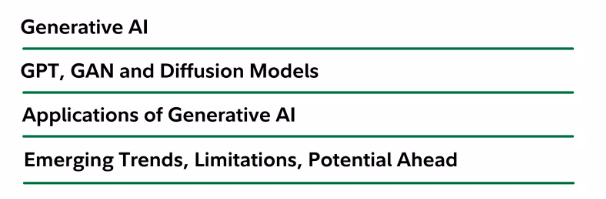 Generative AI
GPT, GAN and Diffusion Models
Applications of Generative AI
Emerging Trends, Limitations, Potential Ahead